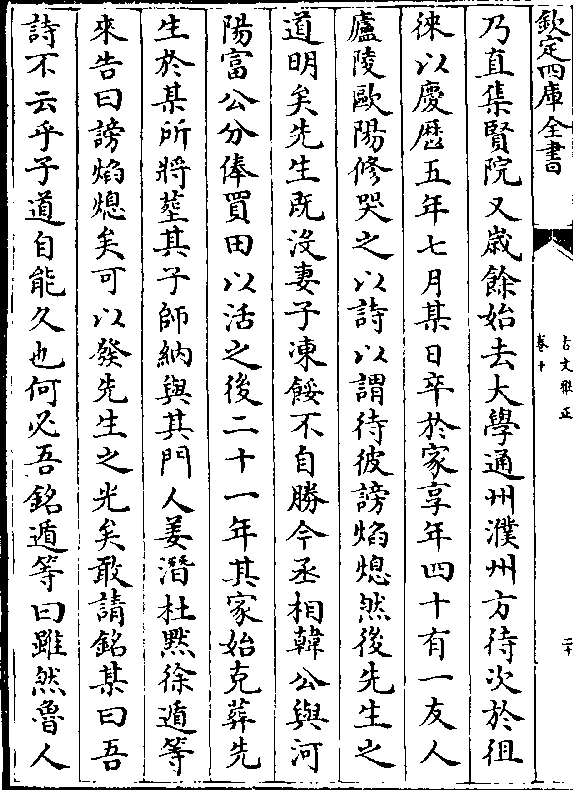 欽定四庫全書
古文雅正
卷十
二十
乃直集賢院又歲餘始去大學通州濮州方待次於徂
徠以慶歴五年七月某日卒於家享年四十有一友人
廬陵歐陽修哭之以詩以謂待彼謗焰熄然後先生之
道明矣先生既沒妻子凍餒不自勝今丞相韓公與河
陽富公分俸買田以活之後二十一年其家始克葬先
生於某所將塟其子師納與其門人姜潛杜黙徐遁等
來告曰謗焰熄矣可以發先生之光矣敢請銘某曰吾
詩不云乎子道自能久也何必吾銘遁等曰雖然魯人